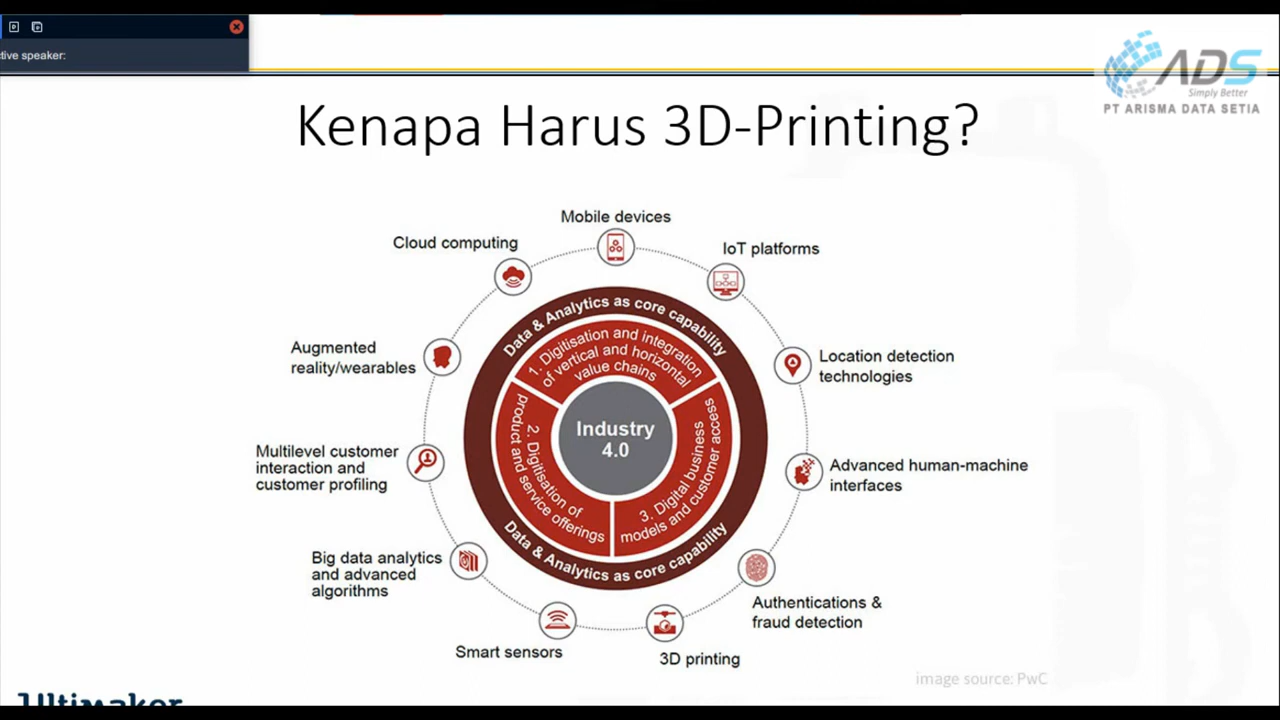 tive speaker:
ADS
Simply Better
PT ARISMA DATA SETIA
Kenapa Harus 3D-Printing?
Mobile devices
Cloud computing
IoT platforms
Augmented
reality/wearables
Location detection
technologies
Multilevel customer
interaction and
customer profiling
Advanced human-machine
interfaces
Big data analytics
and advanced
algorithms
Authentications &
fraud detection
Smart sensors
3D printing
Data & Analytics as core capability
1. Digitisation and integration
of vertical and horizontal
value chains
2. Digitisation of
product and service offerings
3. Digital business
models and customer access
Industry
4.0
Data & Analytics as core capability
image source: PwC
Ultimaker